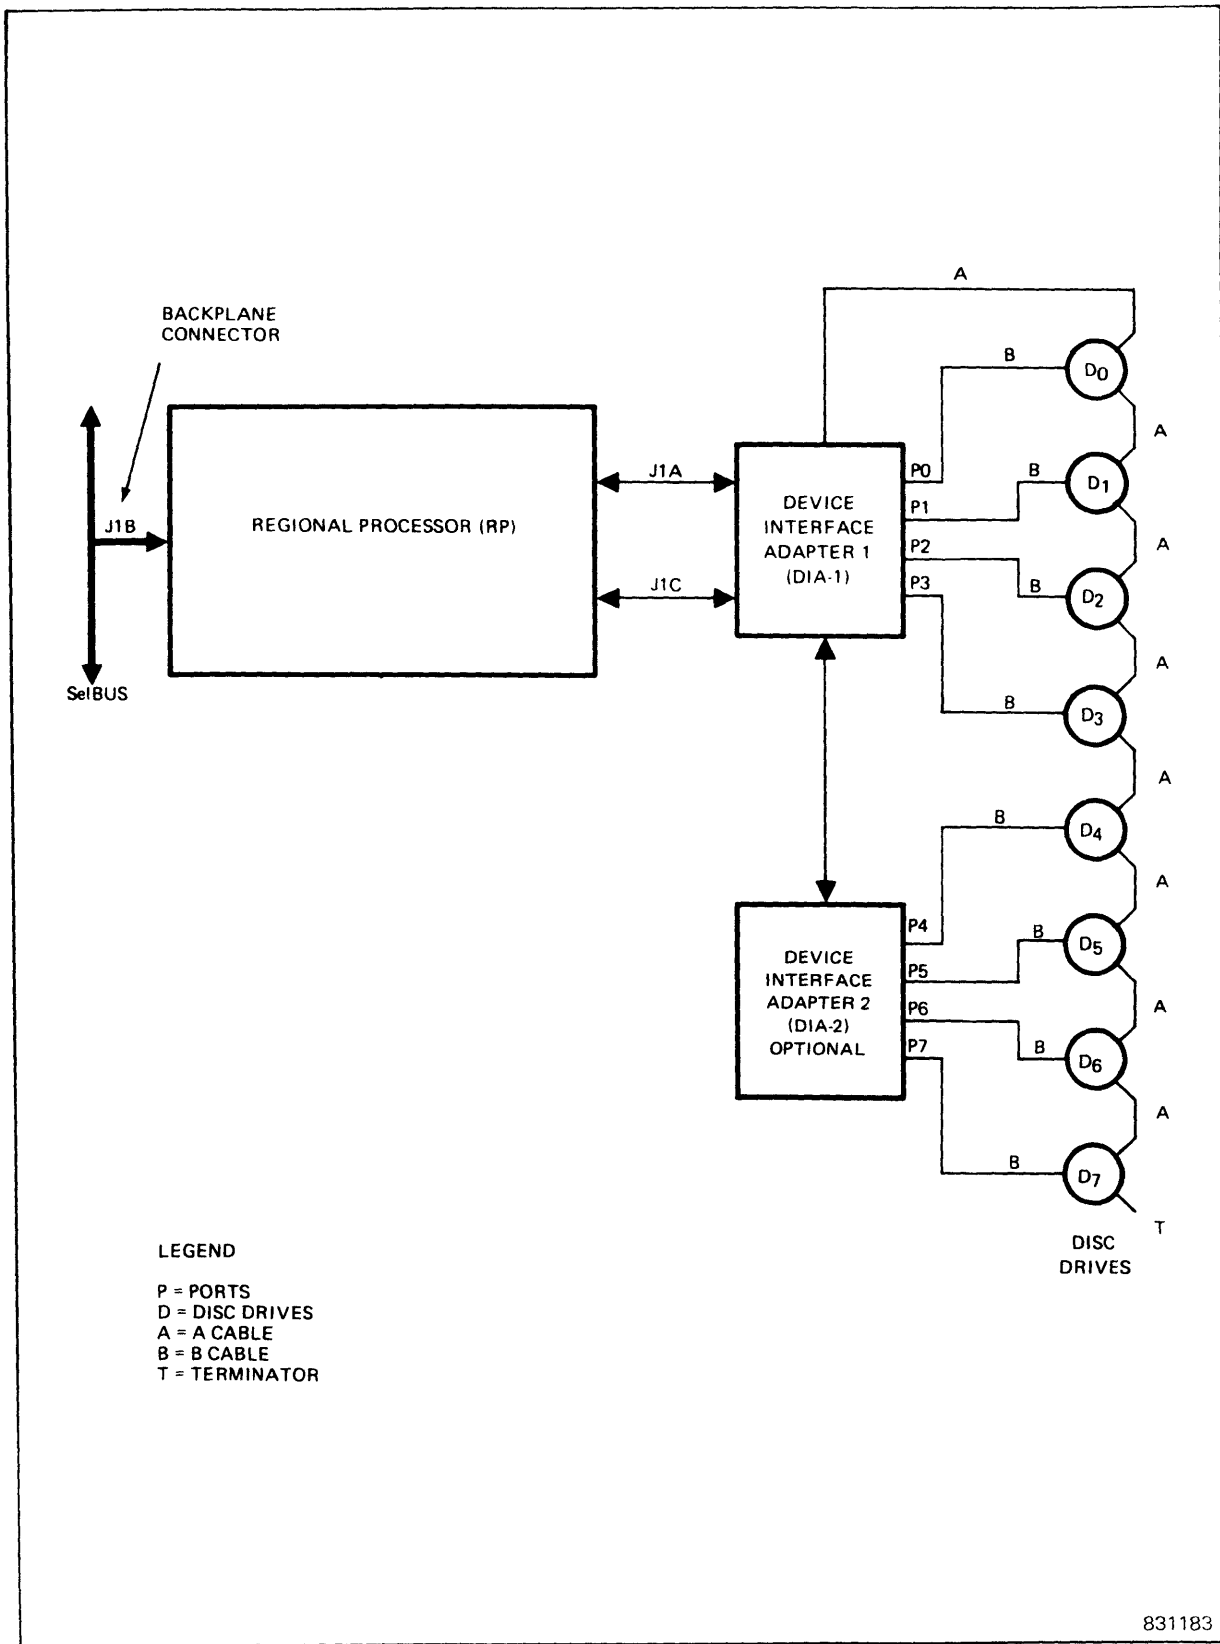 A
BACKPLANE
CONNECTOR
B
D0
A
J1A
P0
B
D1
J1B
REGIONAL PROCESSOR (RP)
DEVICE
INTERFACE
ADAPTER 1
(DIA-1)
P1
A
P2
J1C
P3
B
D2
A
SelBUS
B
D3
A
B
D4
A
P4
B
D5
DEVICE
INTERFACE
ADAPTER 2
(DIA-2)
OPTIONAL
P5
A
P6
P7
B
D6
A
B
D7
T
DISC
DRIVES
LEGEND
P = PORTS
D = DISC DRIVES
A = A CABLE
B = B CABLE
T = TERMINATOR
831183